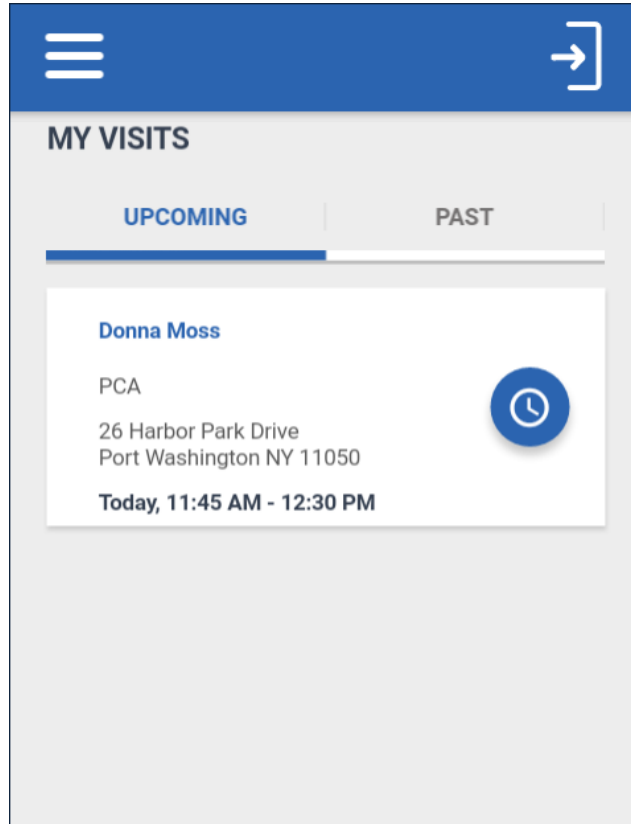 MY VISITS
UPCOMING
PAST
Donna Moss
PCA
26 Harbor Park Drive
Port Washington NY 11050
Today, 11:45 AM - 12:30 PM